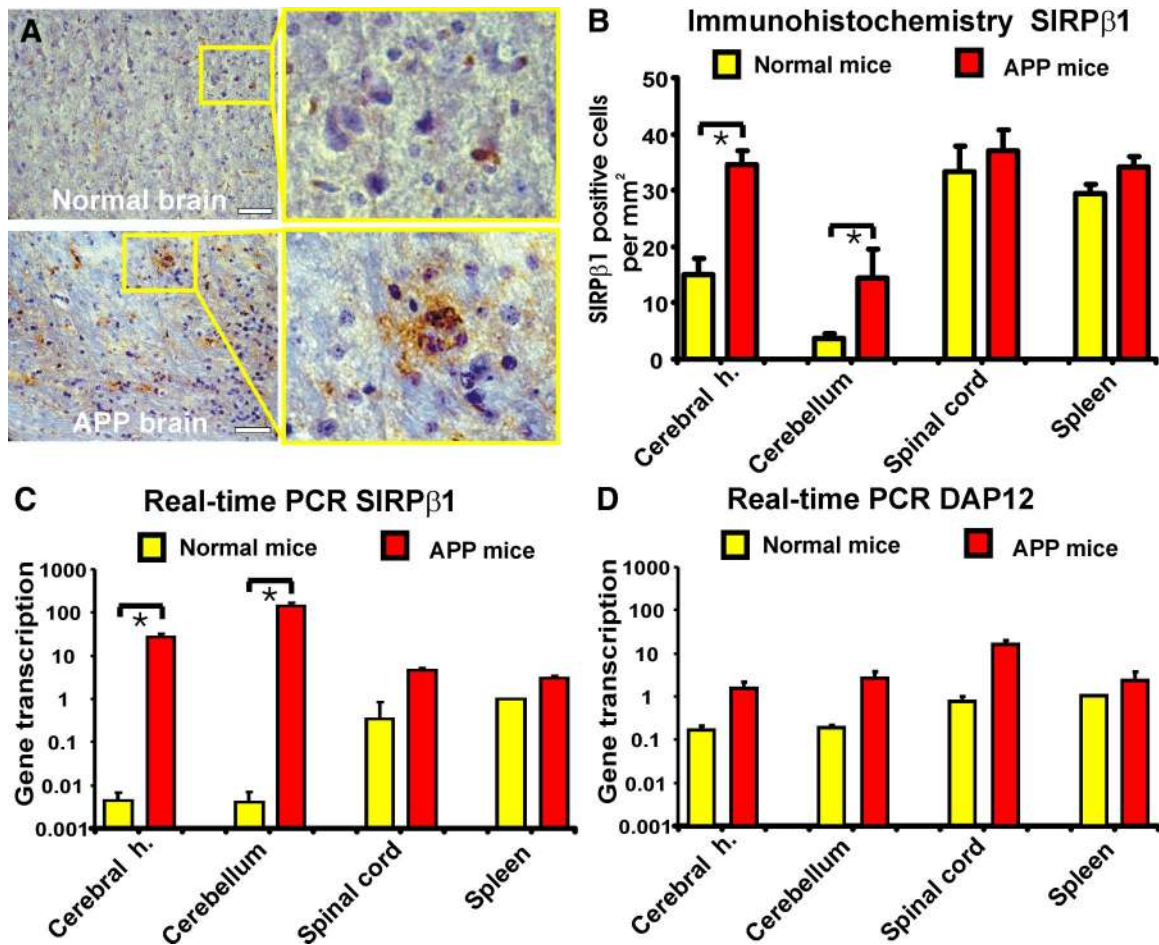 A
Normal brain
APP brain
B
Immunohistochemistry SIRPβ1
Normal mice
APP mice
SIRPβ1 positive cells
per mm²
50
40
30
20
10
0
*
*
Cerebral h.
Cerebellum
Spinal cord
Spleen
C
Real-time PCR SIRPβ1
Normal mice
APP mice
Gene transcription
1000
100
10
1
0.1
0.01
0.001
*
*
Cerebral h.
Cerebellum
Spinal cord
Spleen
D
Real-time PCR DAP12
Normal mice
APP mice
Gene transcription
1000
100
10
1
0.1
0.01
0.001
Cerebral h.
Cerebellum
Spinal cord
Spleen